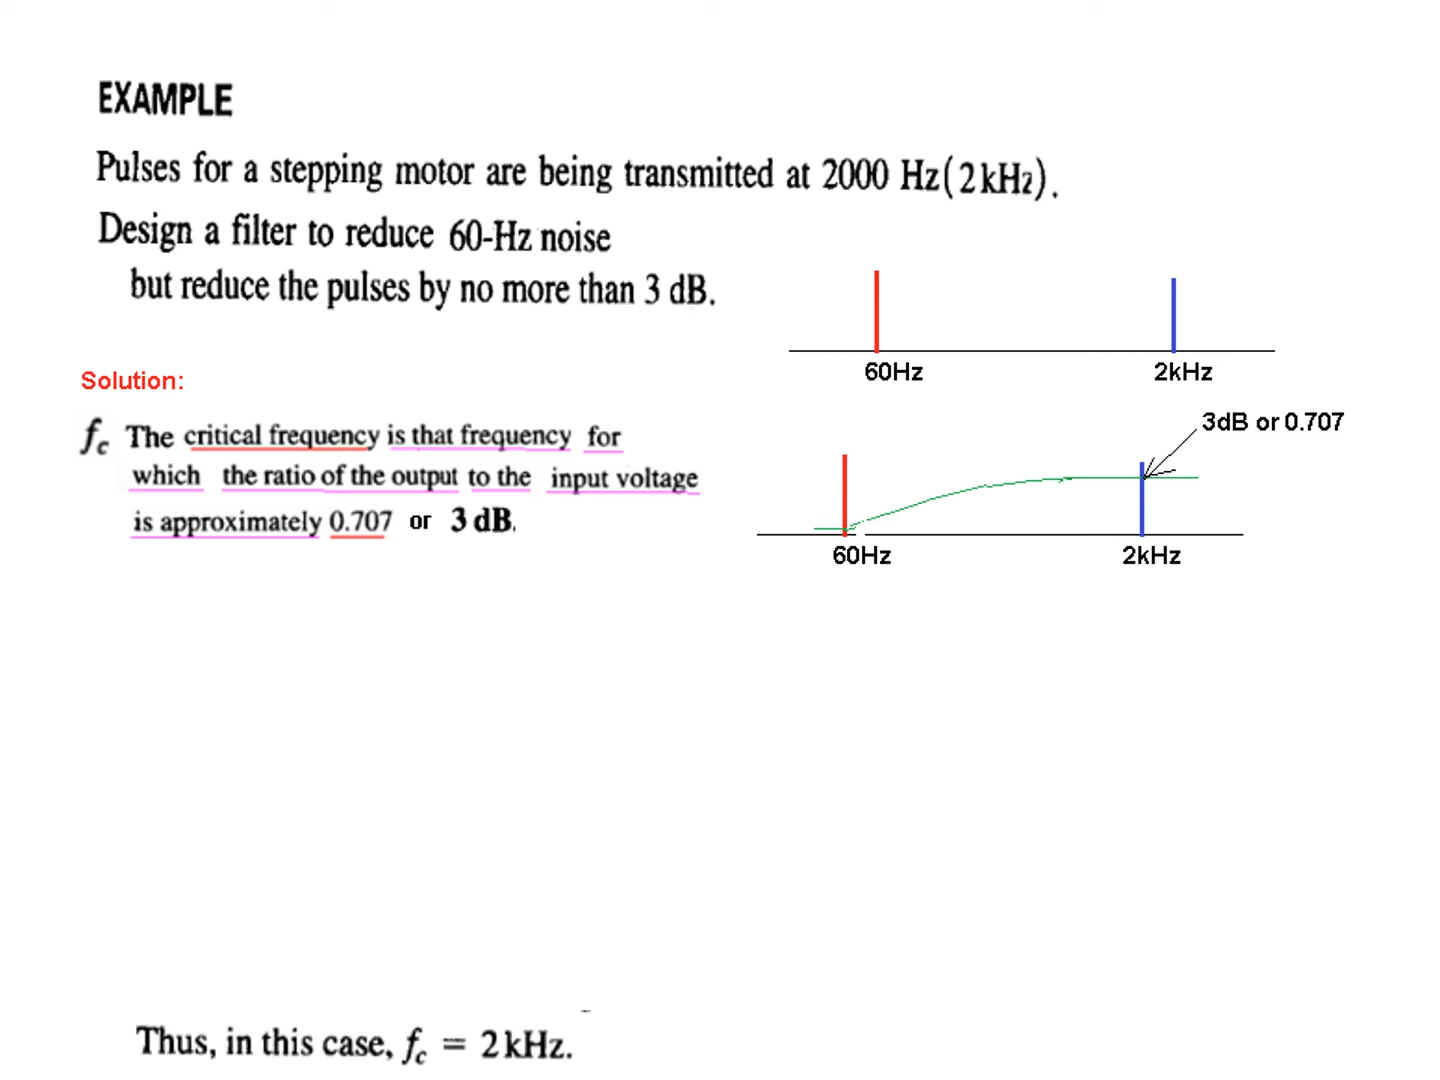 EXAMPLE
Pulses for a stepping motor are being transmitted at 2000 Hz(2kHz).
Design a filter to reduce 60-Hz noise
but reduce the pulses by no more than 3 dB.
60Hz 2kHz
Solution:
fc The critical frequency is that frequency for
which the ratio of the output to the input voltage
is approximately 0.707 or 3 dB.
3dB or 0.707
60Hz 2kHz
Thus, in this case, fc = 2kHz.